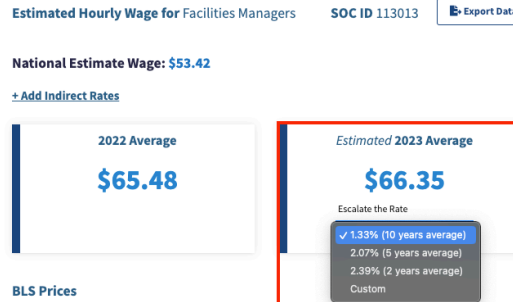 Estimated Hourly Wage for Facilities Managers SOC ID 113013 Export Data
National Estimate Wage: $53.42
+ Add Indirect Rates
2022 Average
$65.48
Estimated 2023 Average
$66.35
Escalate the Rate
✓ 1.33% (10 years average)
2.07% (5 years average)
2.39% (2 years average)
Custom
BLS Prices